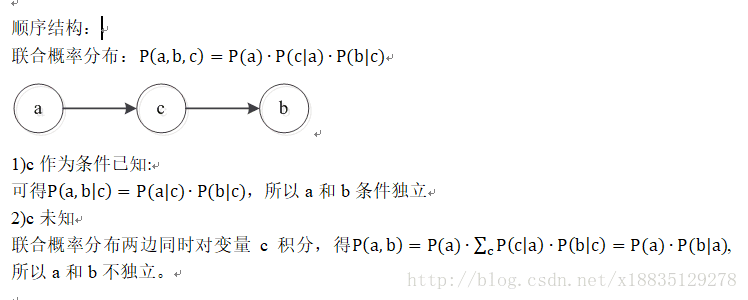 顺序结构：
联合概率分布：P(a,b,c) = P(a)·P(c|a)·P(b|c)
a c b
1)c 作为条件已知:
可得P(a,b|c) = P(a|c)·P(b|c)，所以 a 和 b 条件独立
2)c 未知
联合概率分布两边同时对变量 c 积分，得P(a,b) = P(a)·∑cP(c|a)·P(b|c) = P(a)·P(b|a),
所以 a 和 b 不独立。
http://blog.csdn.net/x18835129278